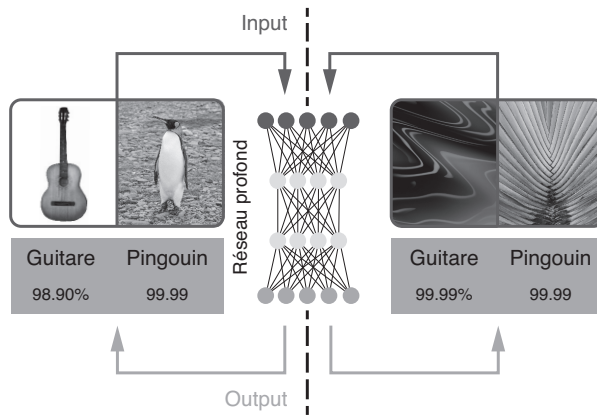 Input
Réseau profond
Guitare Pingouin
98.90% 99.99
Guitare Pingouin
99.99% 99.99
Output